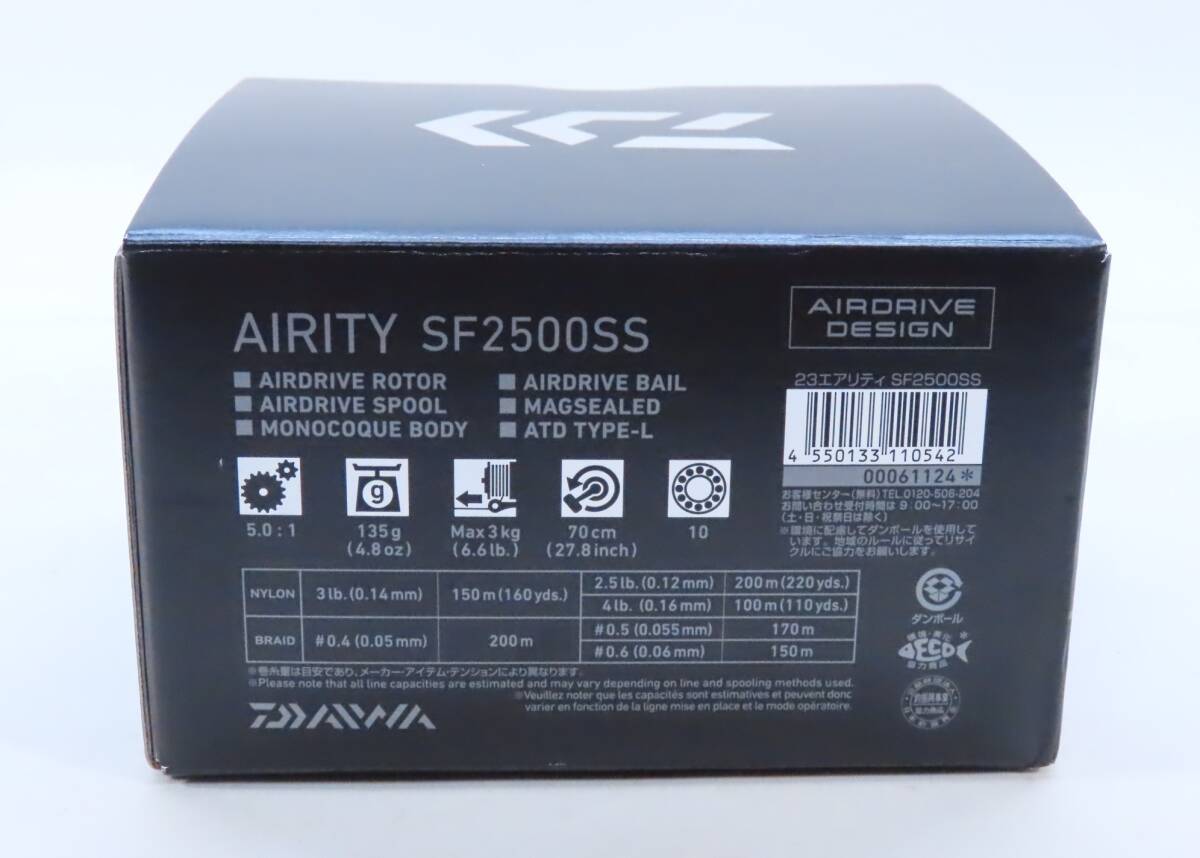 AIRITY SF2500SS
AIRDRIVE ROTOR
AIRDRIVE SPOOL
MONOCOQUE BODY
AIRDRIVE BAIL
MAGSEALED
ATD TYPE-L
AIRDRIVE
DESIGN
23エアリティ SF2500SS
4 550133 110542
00061124*
お客様センター(無料)TEL.0120-506-204
お問い合わせ受付時間は9:00〜17:00
(土・日・祝祭日は除く)
※環境に配慮してダンボールを使用して
います。地域のルールに従ってリサイ
クルにご協力をお願いします。
g
5.0 : 1
135g
(4.8oz)
Max 3kg
(6.6lb.)
70cm
(27.8inch)
10
NYLON 3lb.(0.14mm) 150m(160yds.) 2.5lb.(0.12mm) 200m(220yds.)
4lb.(0.16mm) 100m(110yds.)
BRAID #0.4(0.05mm) 200m #0.5(0.055mm) 170m
#0.6(0.06mm) 150m
※巻糸量は目安であり、メーカー・アイテム・テンションにより異なります。
※Please note that all line capacities are estimated and may vary depending on line and spooling methods used.
※Veuillez noter que les capacités sont estimatives et peuvent donc
varier en fonction de la ligne mise en place et le mode opératoire.
DAIWA
ダンボール
環境・美化
ECO
協力商品